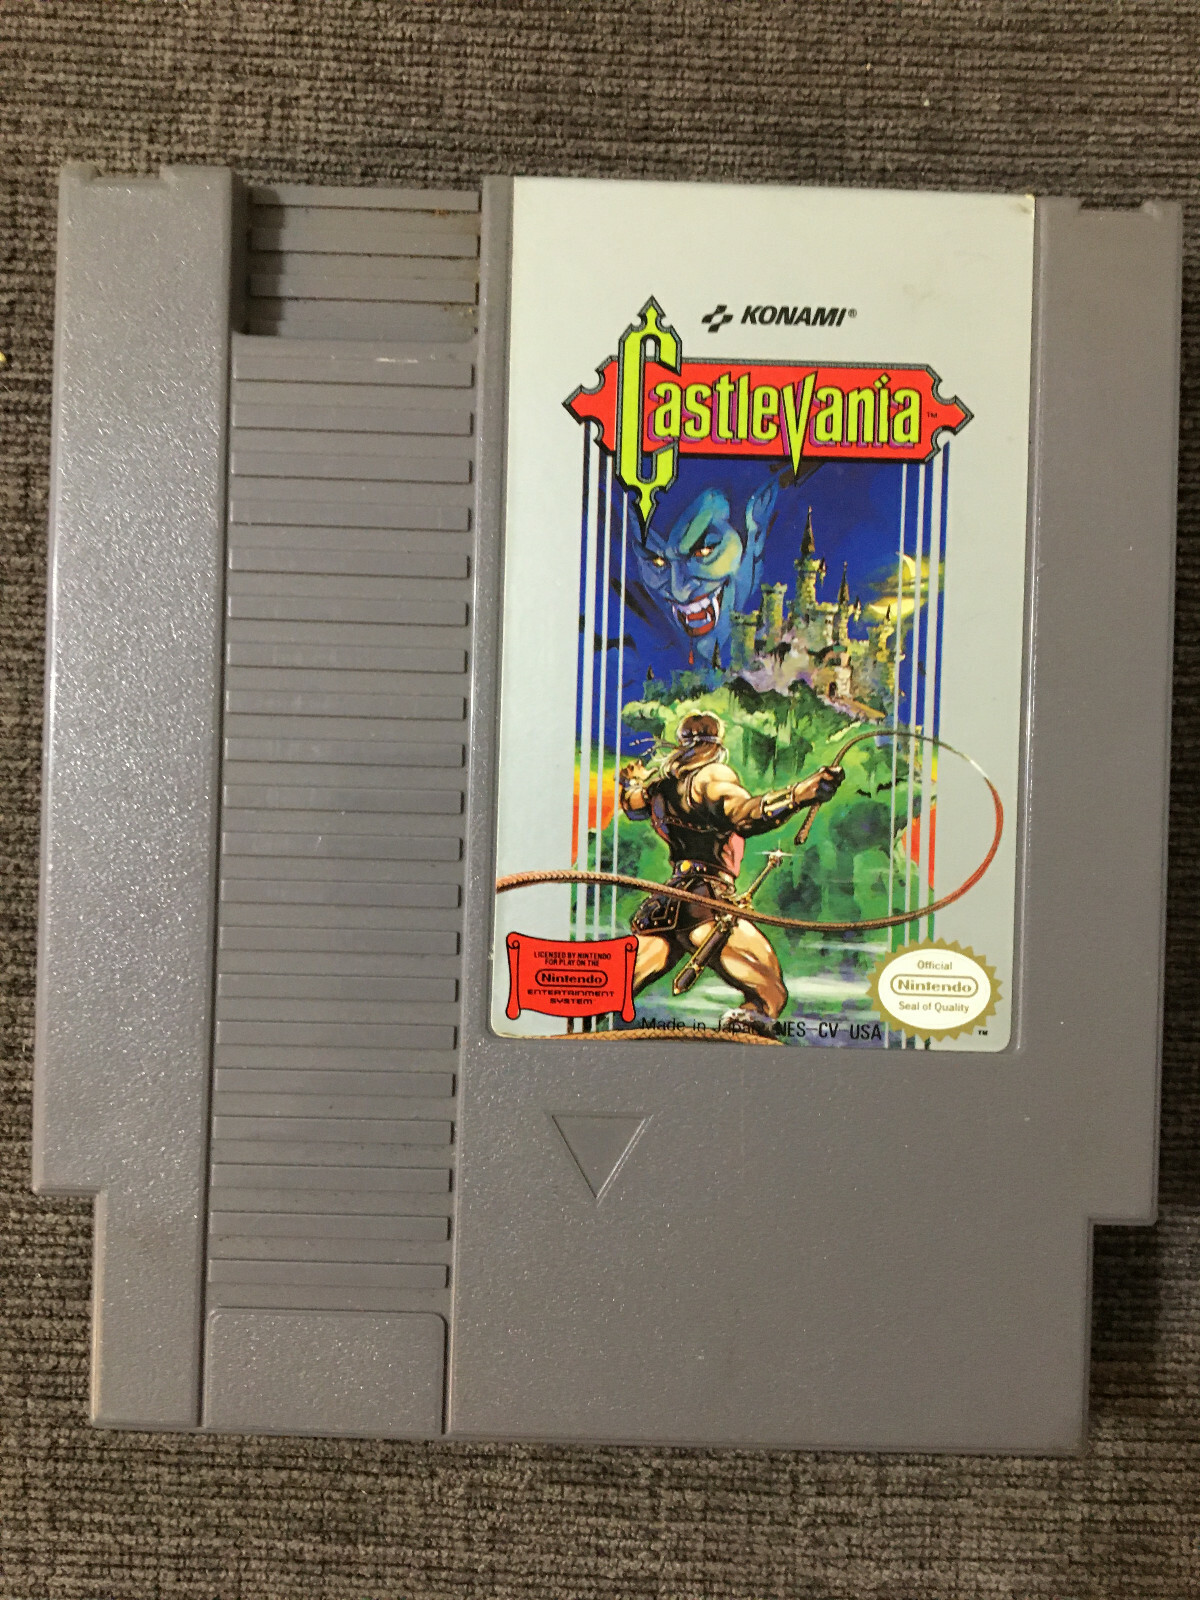 KONAMI®
Castlevania™
LICENSED BY NINTENDO
FOR PLAY ON THE
Nintendo
ENTERTAINMENT
SYSTEM™
Official
Nintendo
Seal of Quality
TM
Made in Japan NES-CV-USA